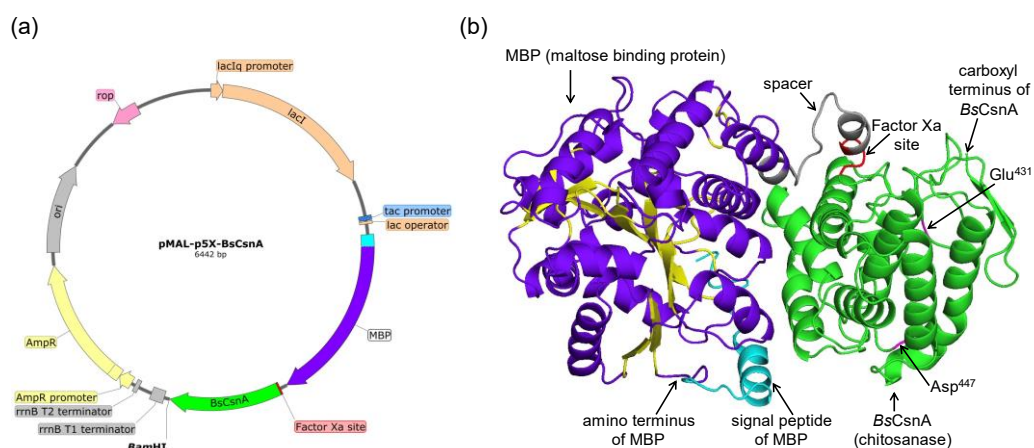 (a)
lacIq promoter
rop
lacI
ori
tac promoter
lac operator
pMAL-p5X-BsCsnA
6442 bp
MBP
AmpR
AmpR promoter
rrnB T2 terminator
rrnB T1 terminator
BamHI
BsCsnA
Factor Xa site
(b)
MBP (maltose binding protein)
spacer
carboxyl
terminus of
BsCsnA
Factor Xa
site
Glu⁴³¹
Asp⁴⁴⁷
amino terminus
of MBP
signal peptide
of MBP
BsCsnA
(chitosanase)